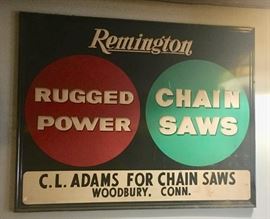 Remington
RUGGED
POWER
CHAIN
SAWS
C.L. ADAMS FOR CHAIN SAWS
WOODBURY, CONN.